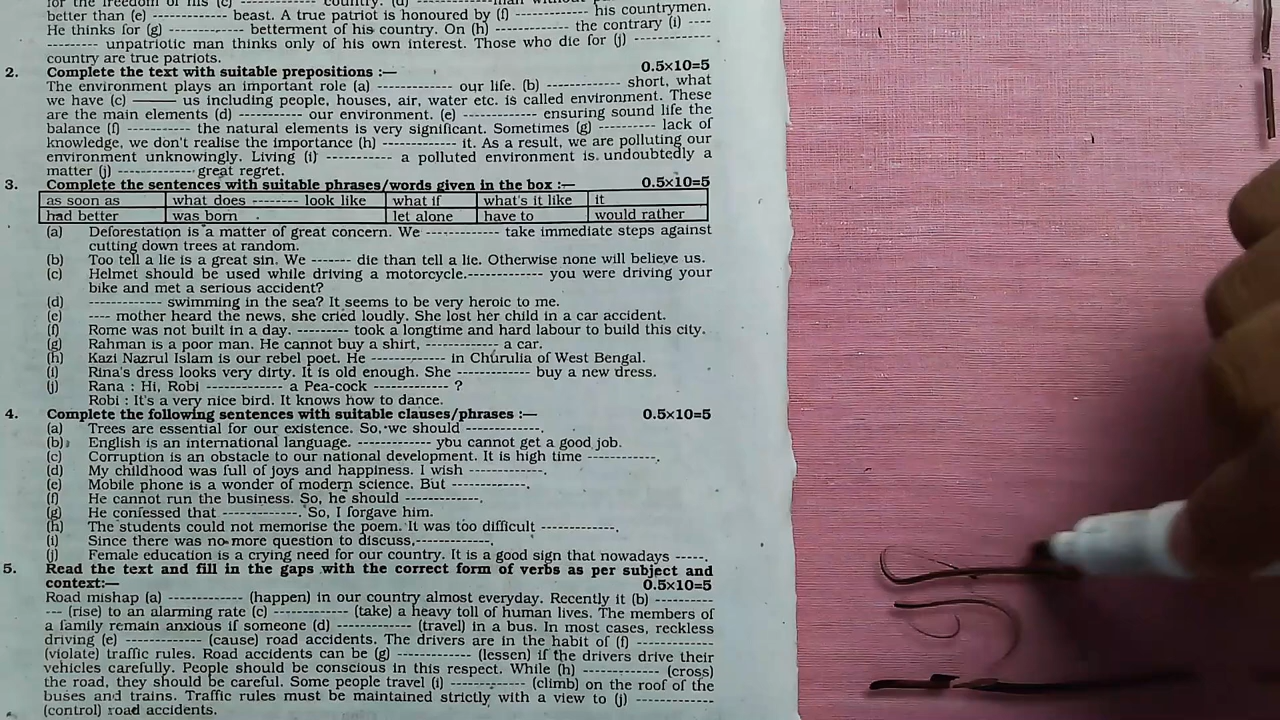 for the freedom of his (c) ----------- country. (d) -----------man without
better than (e) ----------- beast. A true patriot is honoured by (f) ----------- his countrymen.
He thinks for (g) ----------- betterment of his country. On (h) ----------- the contrary (i) ----
-------- unpatriotic man thinks only of his own interest. Those who die for (j) -----------
country are true patriots.
2. Complete the text with suitable prepositions :— 0.5×10=5
The environment plays an important role (a) ----------- our life. (b) ----------- short, what
we have (c) ——— us including people, houses, air, water etc. is called environment. These
are the main elements (d) ----------- our environment. (e) ----------- ensuring sound life the
balance (f) ----------- the natural elements is very significant. Sometimes (g) ---------- lack of
knowledge, we don't realise the importance (h) ----------- it. As a result, we are polluting our
environment unknowingly. Living (i) ----------- a polluted environment is undoubtedly a
matter (j) ------------ great regret.
3. Complete the sentences with suitable phrases/words given in the box :— 0.5×10=5
as soon as what does -------- look like what if what's it like it
had better was born let alone have to would rather
(a) Deforestation is a matter of great concern. We ----------- take immediate steps against
cutting down trees at random.
(b) Too tell a lie is a great sin. We ------- die than tell a lie. Otherwise none will believe us.
(c) Helmet should be used while driving a motorcycle.----------- you were driving your
bike and met a serious accident?
(d) ------------ swimming in the sea? It seems to be very heroic to me.
(e) ---- mother heard the news, she cried loudly. She lost her child in a car accident.
(f) Rome was not built in a day. -------- took a longtime and hard labour to build this city.
(g) Rahman is a poor man. He cannot buy a shirt, ----------- a car.
(h) Kazi Nazrul Islam is our rebel poet. He ----------- in Churulia of West Bengal.
(i) Rina's dress looks very dirty. It is old enough. She ----------- buy a new dress.
(j) Rana : Hi, Robi ----------- a Pea-cock ----------- ?
Robi : It's a very nice bird. It knows how to dance.
4. Complete the following sentences with suitable clauses/phrases :— 0.5×10=5
(a) Trees are essential for our existence. So, we should -----------.
(b) English is an international language. ----------- you cannot get a good job.
(c) Corruption is an obstacle to our national development. It is high time -----------.
(d) My childhood was full of joys and happiness. I wish -----------.
(e) Mobile phone is a wonder of modern science. But -----------.
(f) He cannot run the business. So, he should -----------.
(g) He confessed that -----------. So, I forgave him.
(h) The students could not memorise the poem. It was too difficult -----------.
(i) Since there was no more question to discuss,-----------.
(j) Female education is a crying need for our country. It is a good sign that nowadays -----.
5. Read the text and fill in the gaps with the correct form of verbs as per subject and
context:— 0.5×10=5
Road mishap (a) ----------- (happen) in our country almost everyday. Recently it (b) ---------
--- (rise) to an alarming rate (c) ----------- (take) a heavy toll of human lives. The members of
a family remain anxious if someone (d) ----------- (travel) in a bus. In most cases, reckless
driving (e) ----------- (cause) road accidents. The drivers are in the habit of (f) -----------
(violate) traffic rules. Road accidents can be (g) ----------- (lessen) if the drivers drive their
vehicles carefully. People should be conscious in this respect. While (h) ----------- (cross)
the road, they should be careful. Some people travel (i) ----------- (climb) on the roof of the
buses and trains. Traffic rules must be maintained strictly with a view to (j) -----------
(control) road accidents.